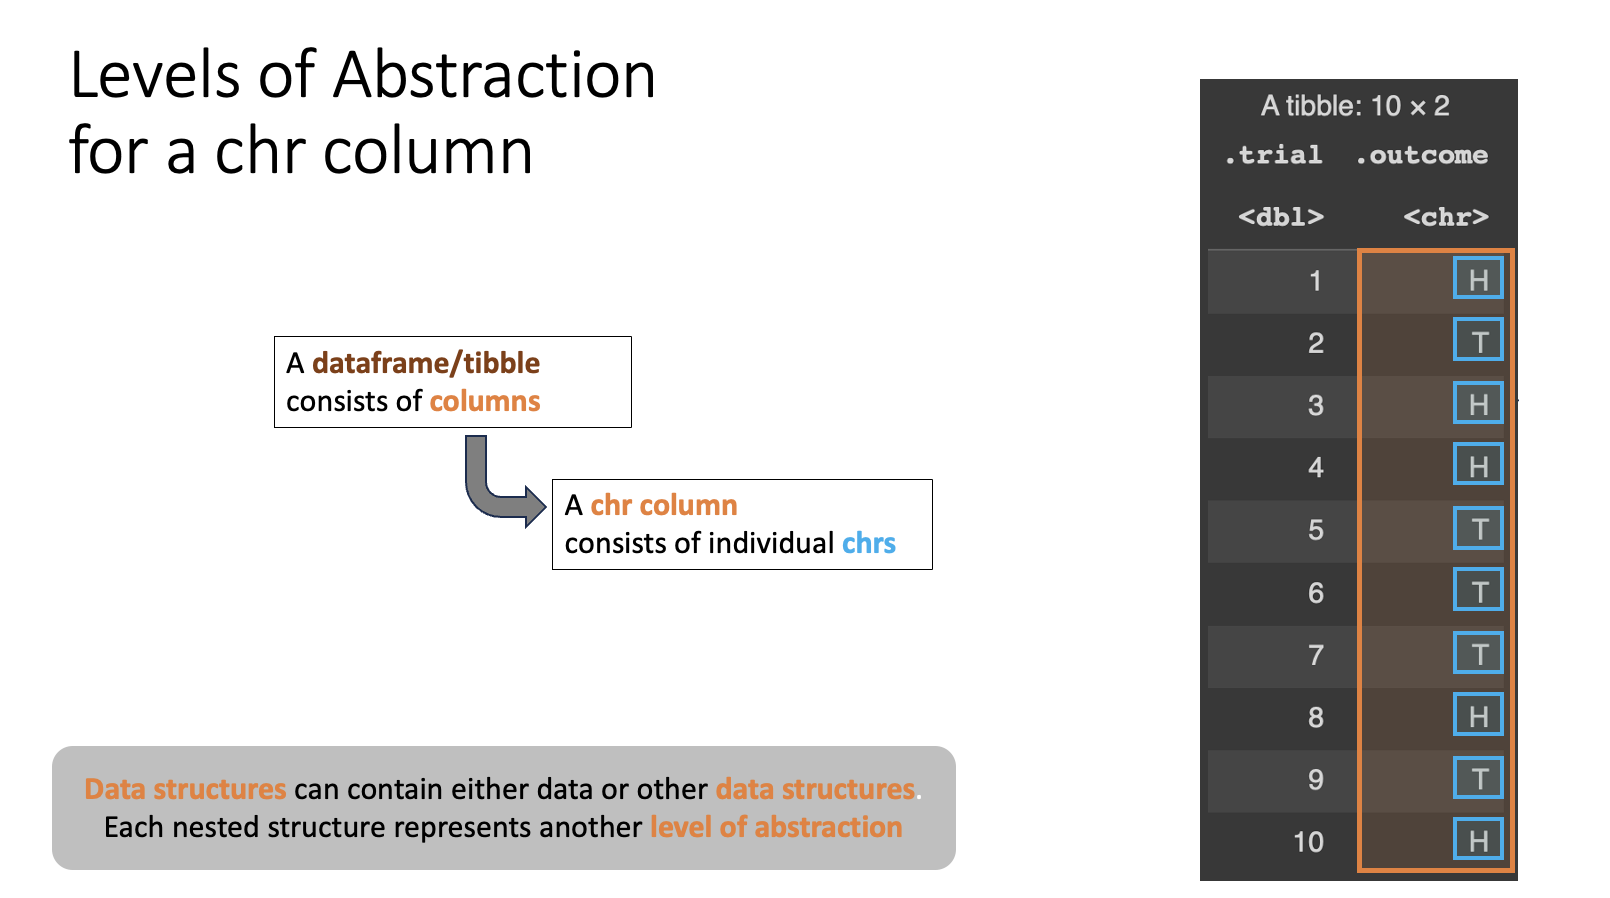 Levels of Abstraction
for a chr column
A dataframe/tibble
consists of columns
A chr column
consists of individual chrs
Data structures can contain either data or other data structures.
Each nested structure represents another level of abstraction
A tibble: 10 × 2
.trial .outcome
<dbl> <chr>
1 H
2 T
3 H
4 H
5 T
6 T
7 T
8 H
9 T
10 H